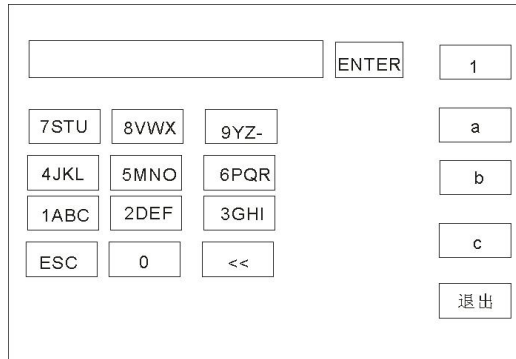 ENTER
1
7STU 8VWX 9YZ-
a
4JKL 5MNO 6PQR
b
1ABC 2DEF 3GHI
c
ESC 0 <<
退出